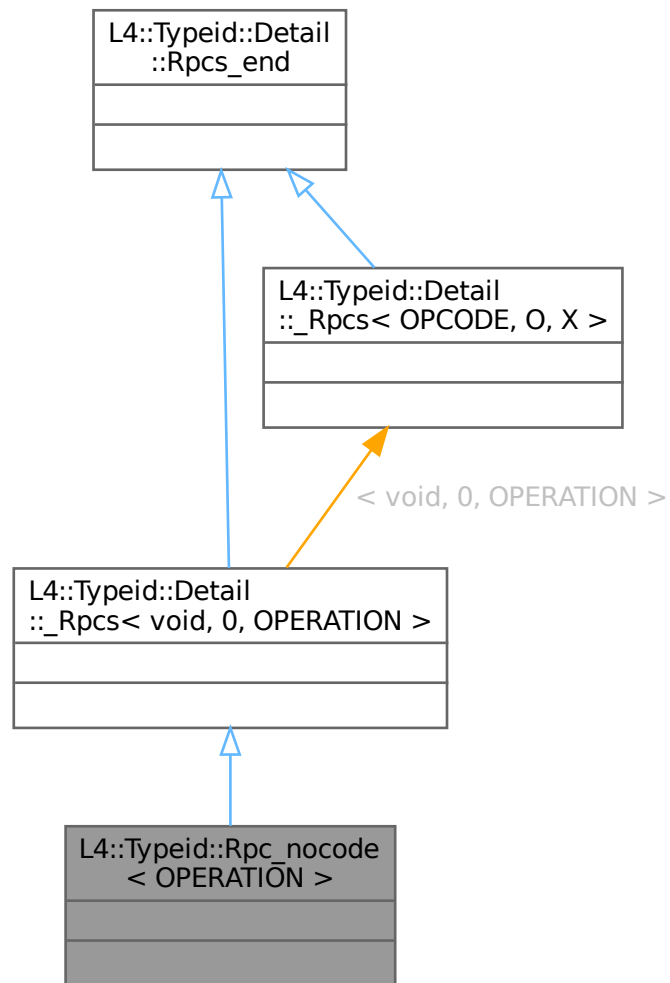 L4::Typeid::Detail
::Rpcs_end
L4::Typeid::Detail
::_Rpcs< OPCODE, O, X >
< void, 0, OPERATION >
L4::Typeid::Detail
::_Rpcs< void, 0, OPERATION >
L4::Typeid::Rpc_nocode
< OPERATION >